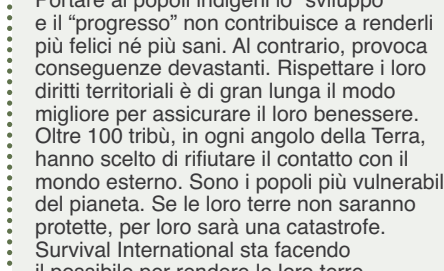 Portare ai popoli indigeni lo “sviluppo”
e il “progresso” non contribuisce a renderli
più felici né più sani. Al contrario, provoca
conseguenze devastanti. Rispettare i loro
diritti territoriali è di gran lunga il modo
migliore per assicurare il loro benessere.
Oltre 100 tribù, in ogni angolo della Terra,
hanno scelto di rifiutare il contatto con il
mondo esterno. Sono i popoli più vulnerabil
del pianeta. Se le loro terre non saranno
protette, per loro sarà una catastrofe.
Survival International sta facendo
il possibile per rendere le loro terre